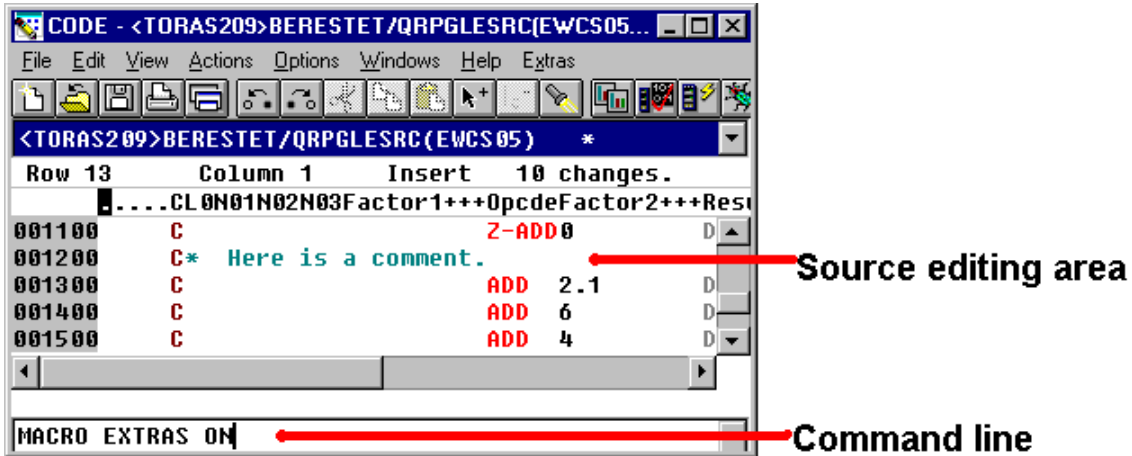 CODE - <TORAS209>BERESTET/QRPGLESRC(EWCS05...
File Edit View Actions Options Windows Help Extras
<TORAS209>BERESTET/QRPGLESRC(EWCS05) *
Row 13 Column 1 Insert 10 changes.
.....CL0N01N02N03Factor1+++OpcdeFactor2+++Resu
001100 C Z-ADD0 D
001200 C* Here is a comment.
001300 C ADD 2.1 D
001400 C ADD 6 D
001500 C ADD 4 D
Source editing area
MACRO EXTRAS ON
Command line